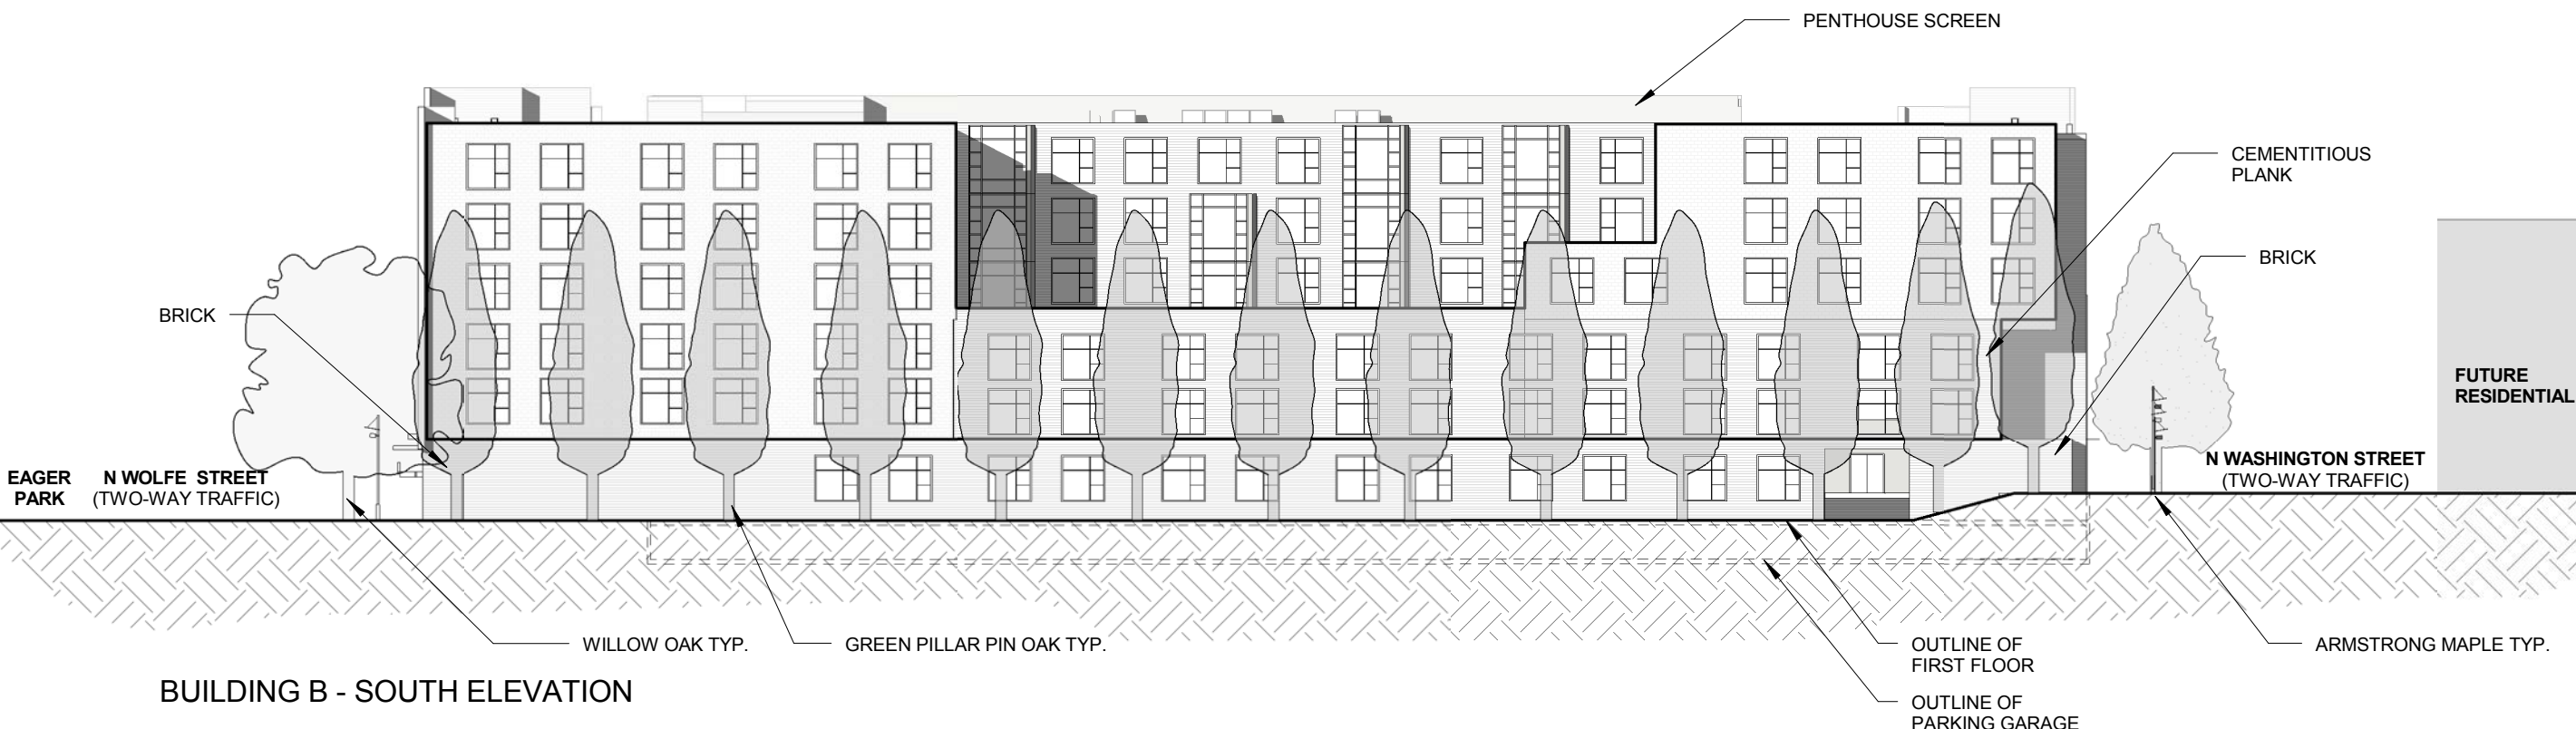 PENTHOUSE SCREEN
CEMENTITIOUS
PLANK
BRICK
BRICK
FUTURE
RESIDENTIAL
EAGER
PARK
N WOLFE STREET
(TWO-WAY TRAFFIC)
N WASHINGTON STREET
(TWO-WAY TRAFFIC)
WILLOW OAK TYP.
GREEN PILLAR PIN OAK TYP.
OUTLINE OF
FIRST FLOOR
ARMSTRONG MAPLE TYP.
BUILDING B - SOUTH ELEVATION
OUTLINE OF
PARKING GARAGE